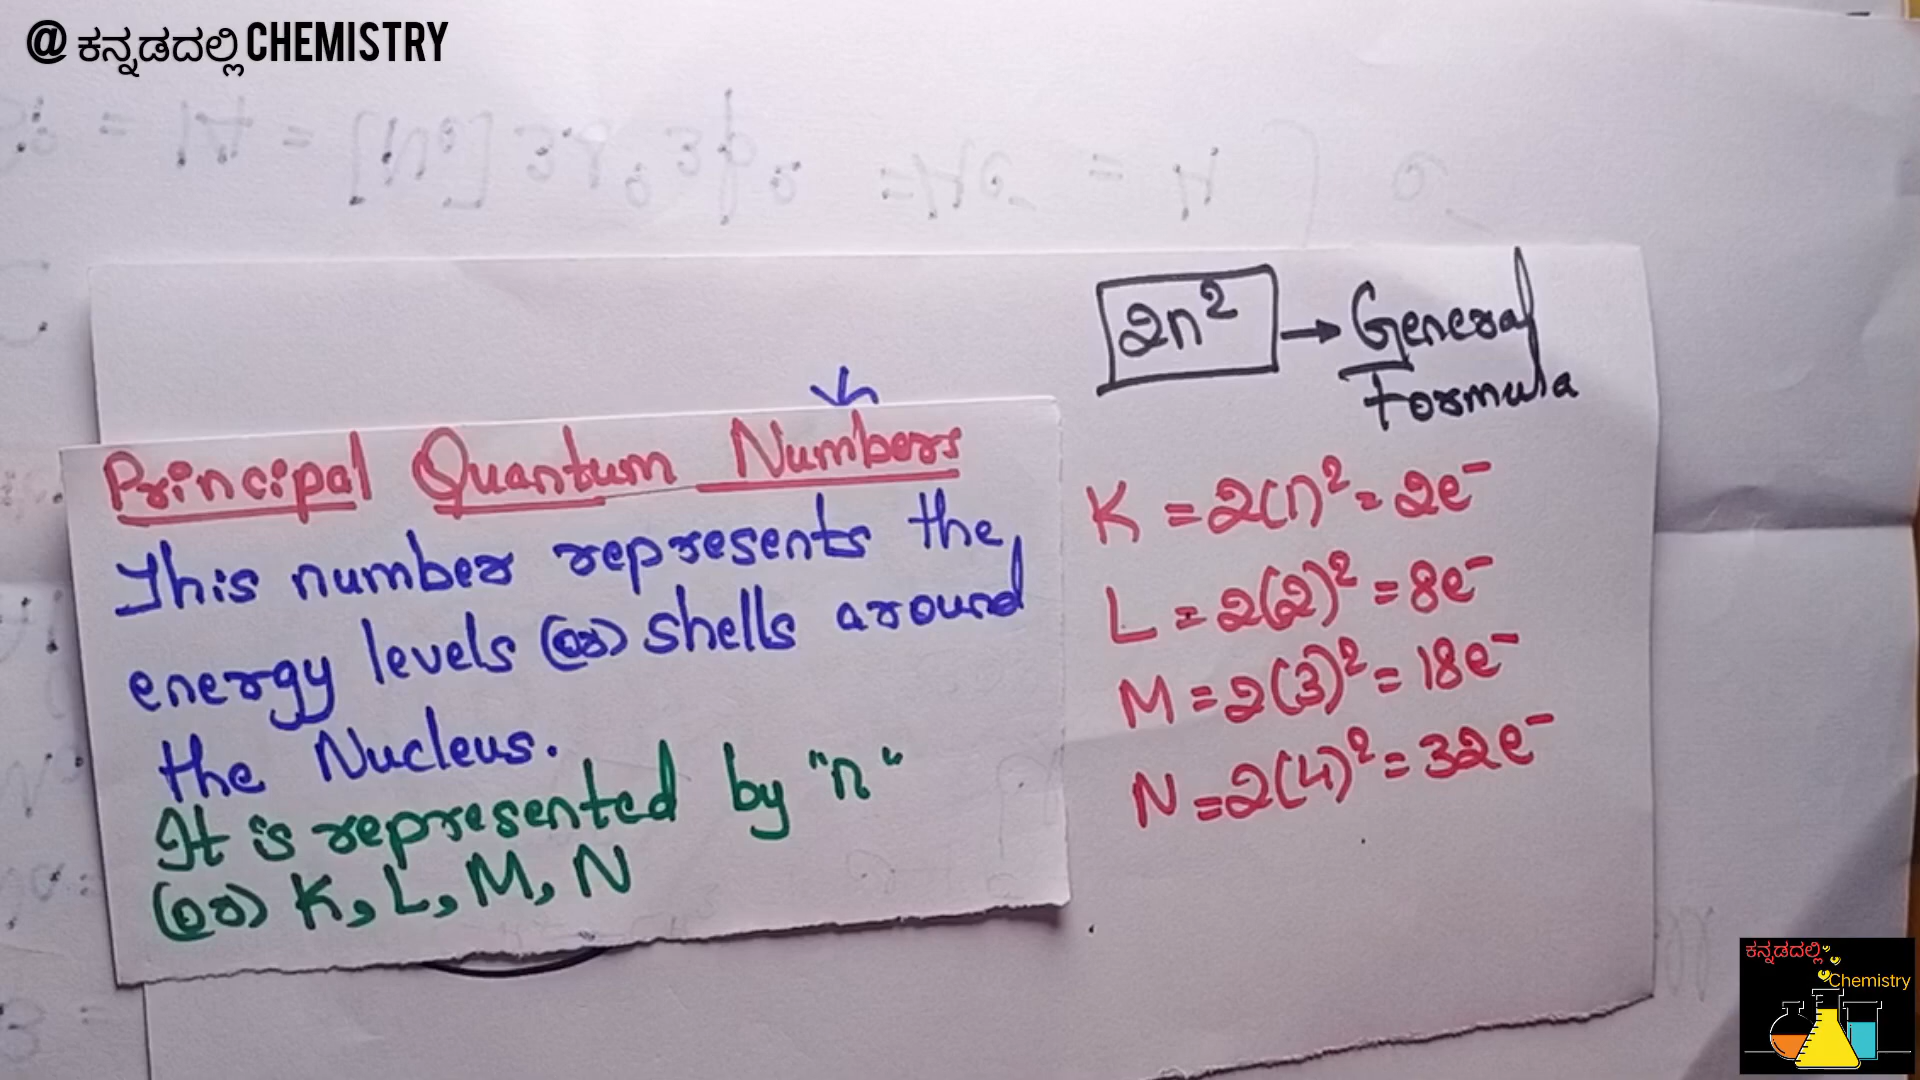 @ ಕನ್ನಡದಲ್ಲಿ CHEMISTRY
Principal Quantum Numbers
This number represents the
energy levels (or) shells around
the Nucleus.
It is represented by "n"
(or) K, L, M, N
2n² → General
Formula
K = 2(1)² = 2e⁻
L = 2(2)² = 8e⁻
M = 2(3)² = 18e⁻
N = 2(4)² = 32e⁻
ಕನ್ನಡದಲ್ಲಿ
Chemistry